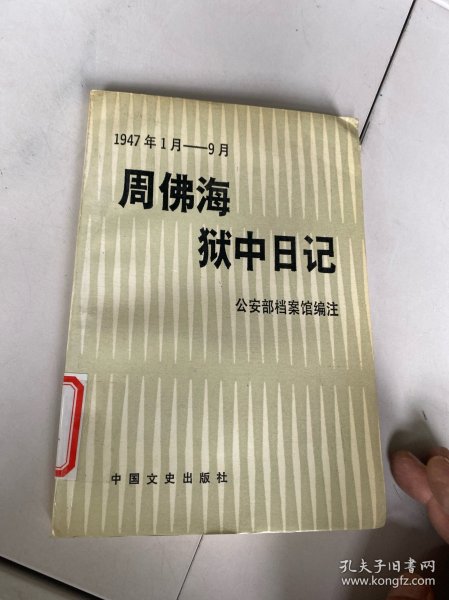 1947年1月——9月
周佛海
狱中日记
公安部档案馆编注
中国文史出版社
孔夫子旧书网
www.kongfz.com